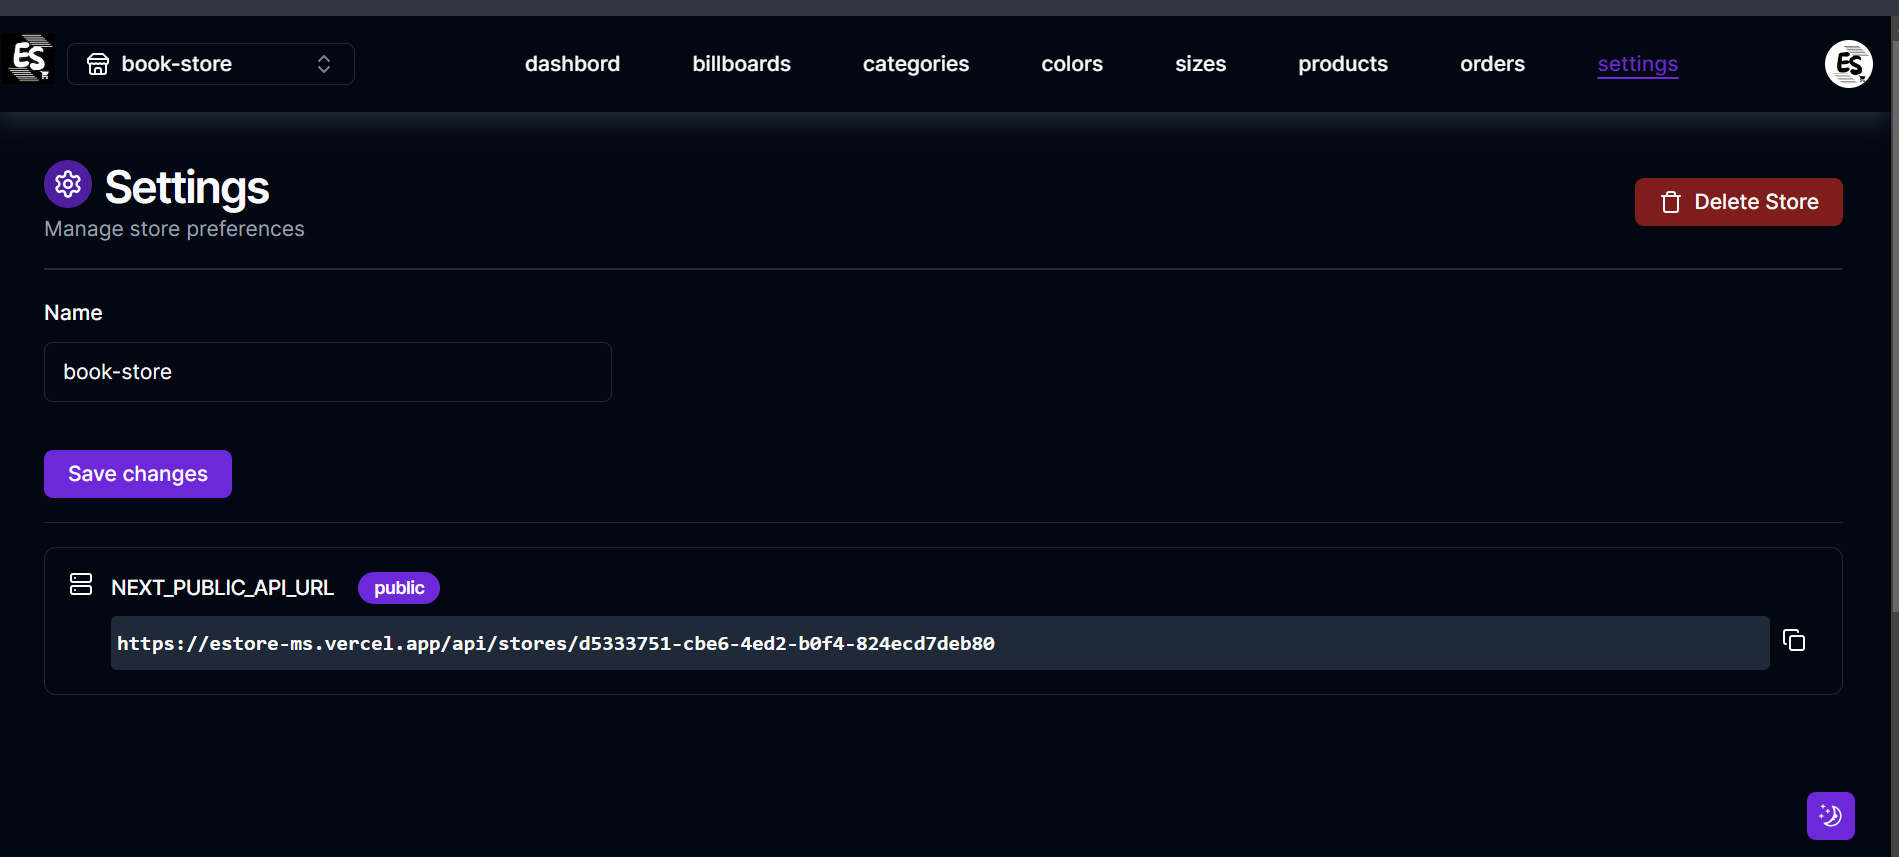 ES
book-store
dashbord
billboards
categories
colors
sizes
products
orders
settings
ES
Settings
Manage store preferences
Delete Store
Name
book-store
Save changes
NEXT_PUBLIC_API_URL
public
https://estore-ms.vercel.app/api/stores/d5333751-cbe6-4ed2-b0f4-824ecd7deb80